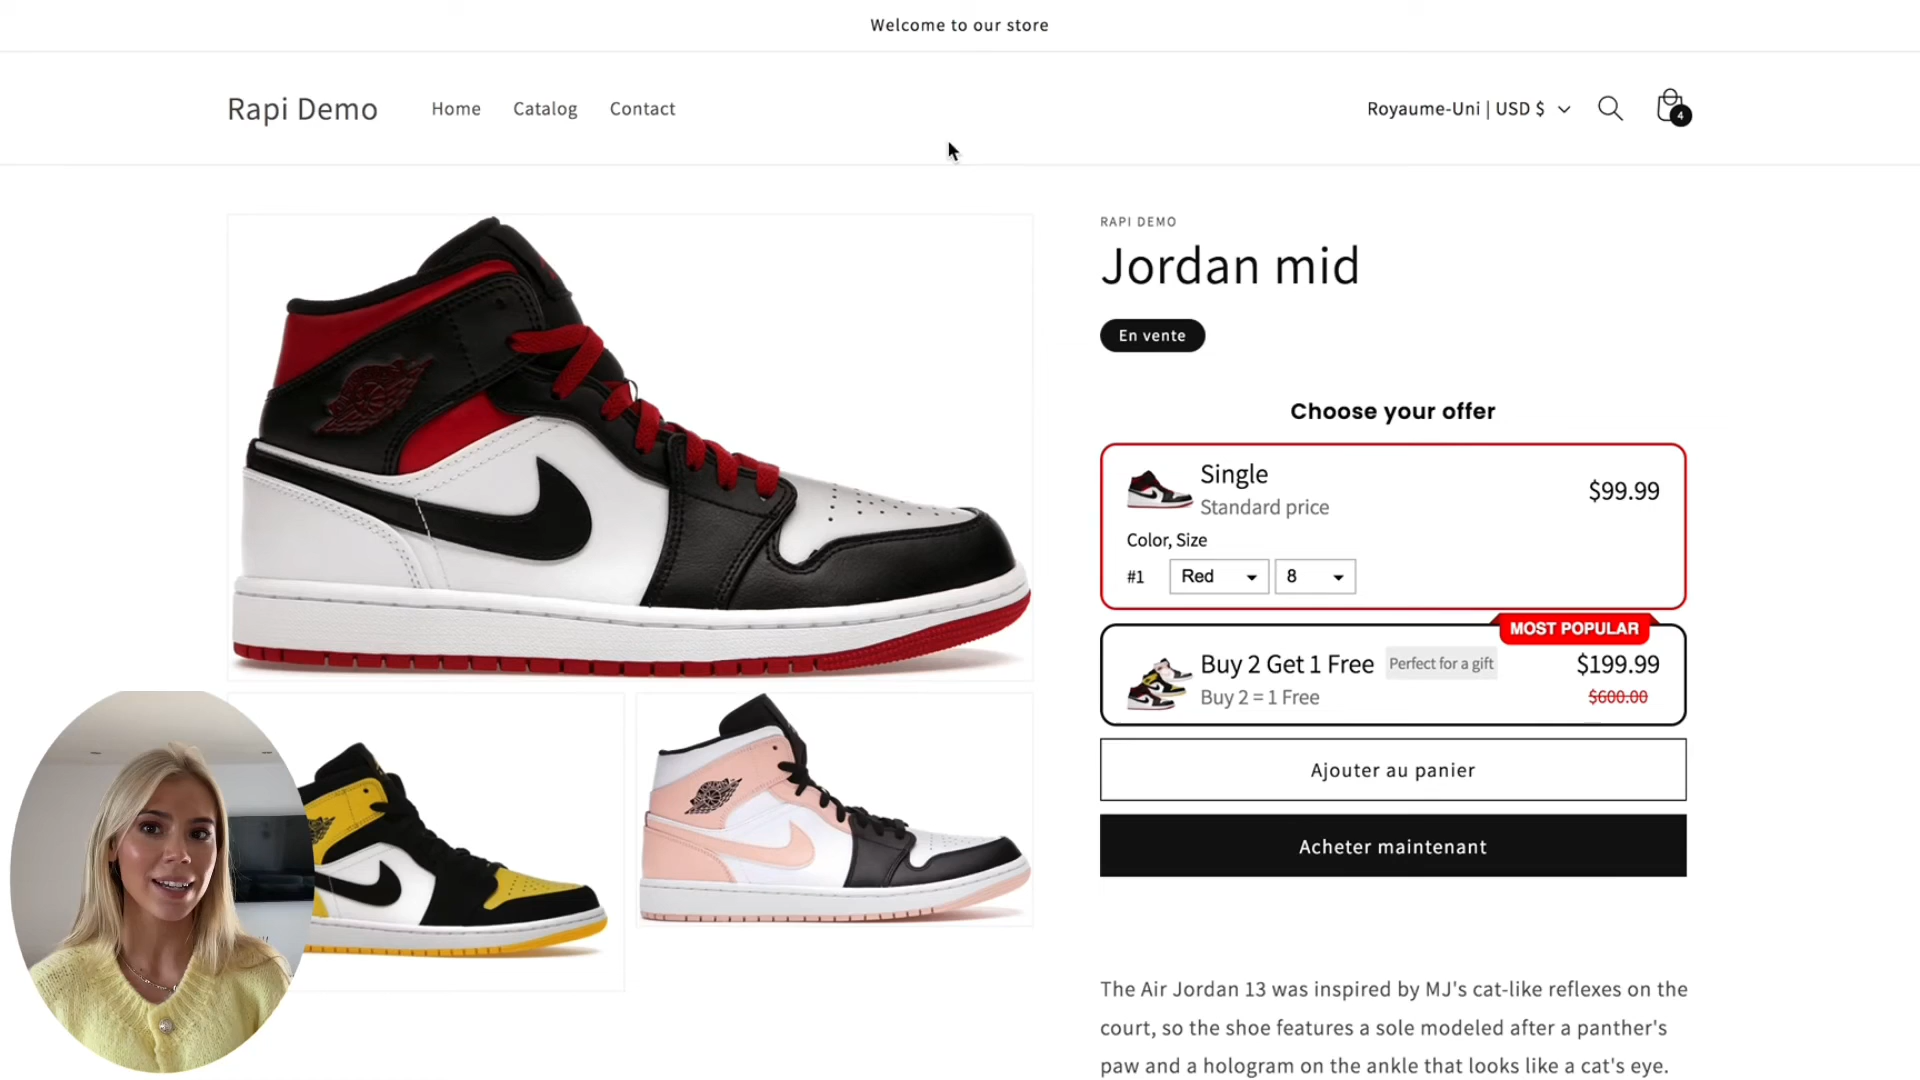 Welcome to our store
Rapi Demo
Home
Catalog
Contact
Royaume-Uni | USD $
4
RAPI DEMO
Jordan mid
En vente
Choose your offer
Single
Standard price
$99.99
Color, Size
#1
Red
8
MOST POPULAR
Buy 2 Get 1 Free
Perfect for a gift
$199.99
Buy 2 = 1 Free
$600.00
Ajouter au panier
Acheter maintenant
The Air Jordan 13 was inspired by MJ's cat-like reflexes on the
court, so the shoe features a sole modeled after a panther's
paw and a hologram on the ankle that looks like a cat's eye.